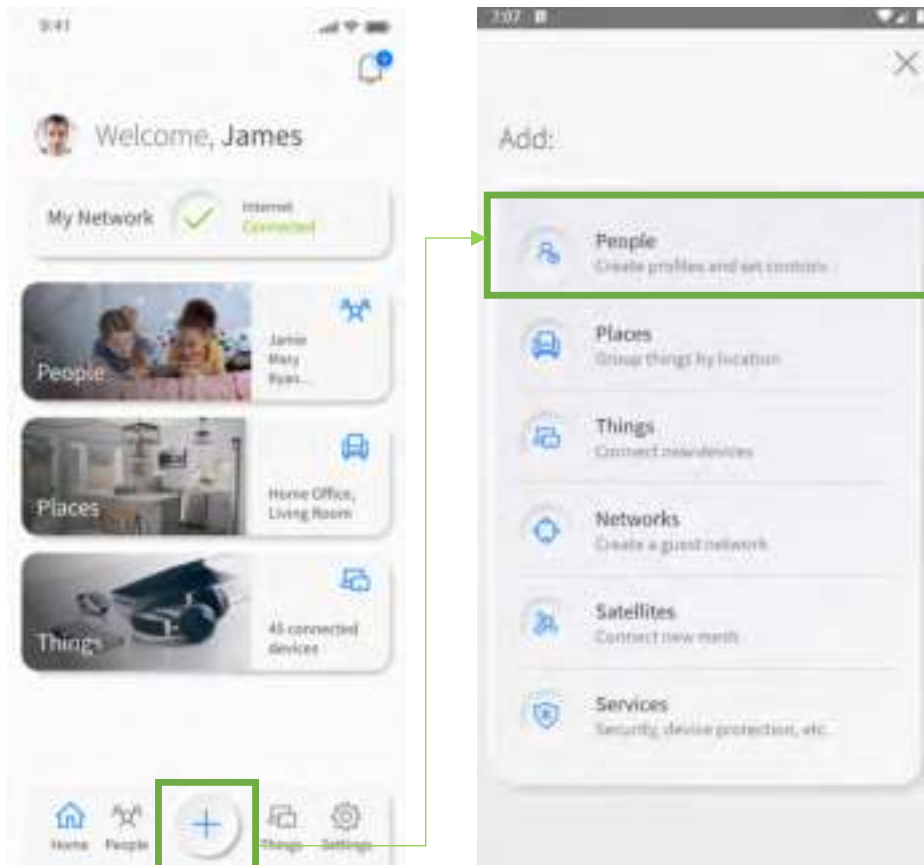 9:41
Welcome, James
My Network
Internet
Connected
People
Jamie
Mary
Ryan...
Places
Home Office,
Living Room
Things
45 connected
devices
Home
People
Things
Settings
7:07
Add:
People
Create profiles and set controls
Places
Group things by location
Things
Connect new devices
Networks
Create a guest network
Satellites
Connect new mesh
Services
Security, device protection, etc.